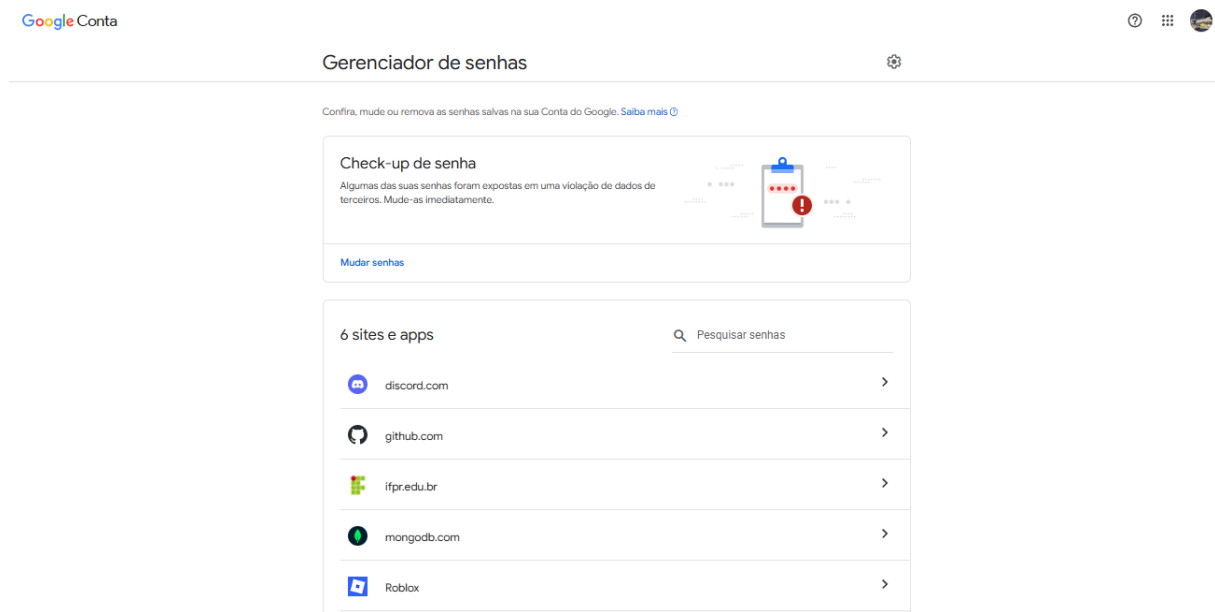 Google Conta
Gerenciador de senhas
Confira, mude ou remova as senhas salvas na sua Conta do Google. Saiba mais
Check-up de senha
Algumas das suas senhas foram expostas em uma violação de dados de
terceiros. Mude-as imediatamente.
Mudar senhas
6 sites e apps
Pesquisar senhas
discord.com
github.com
ifpr.edu.br
mongodb.com
Roblox